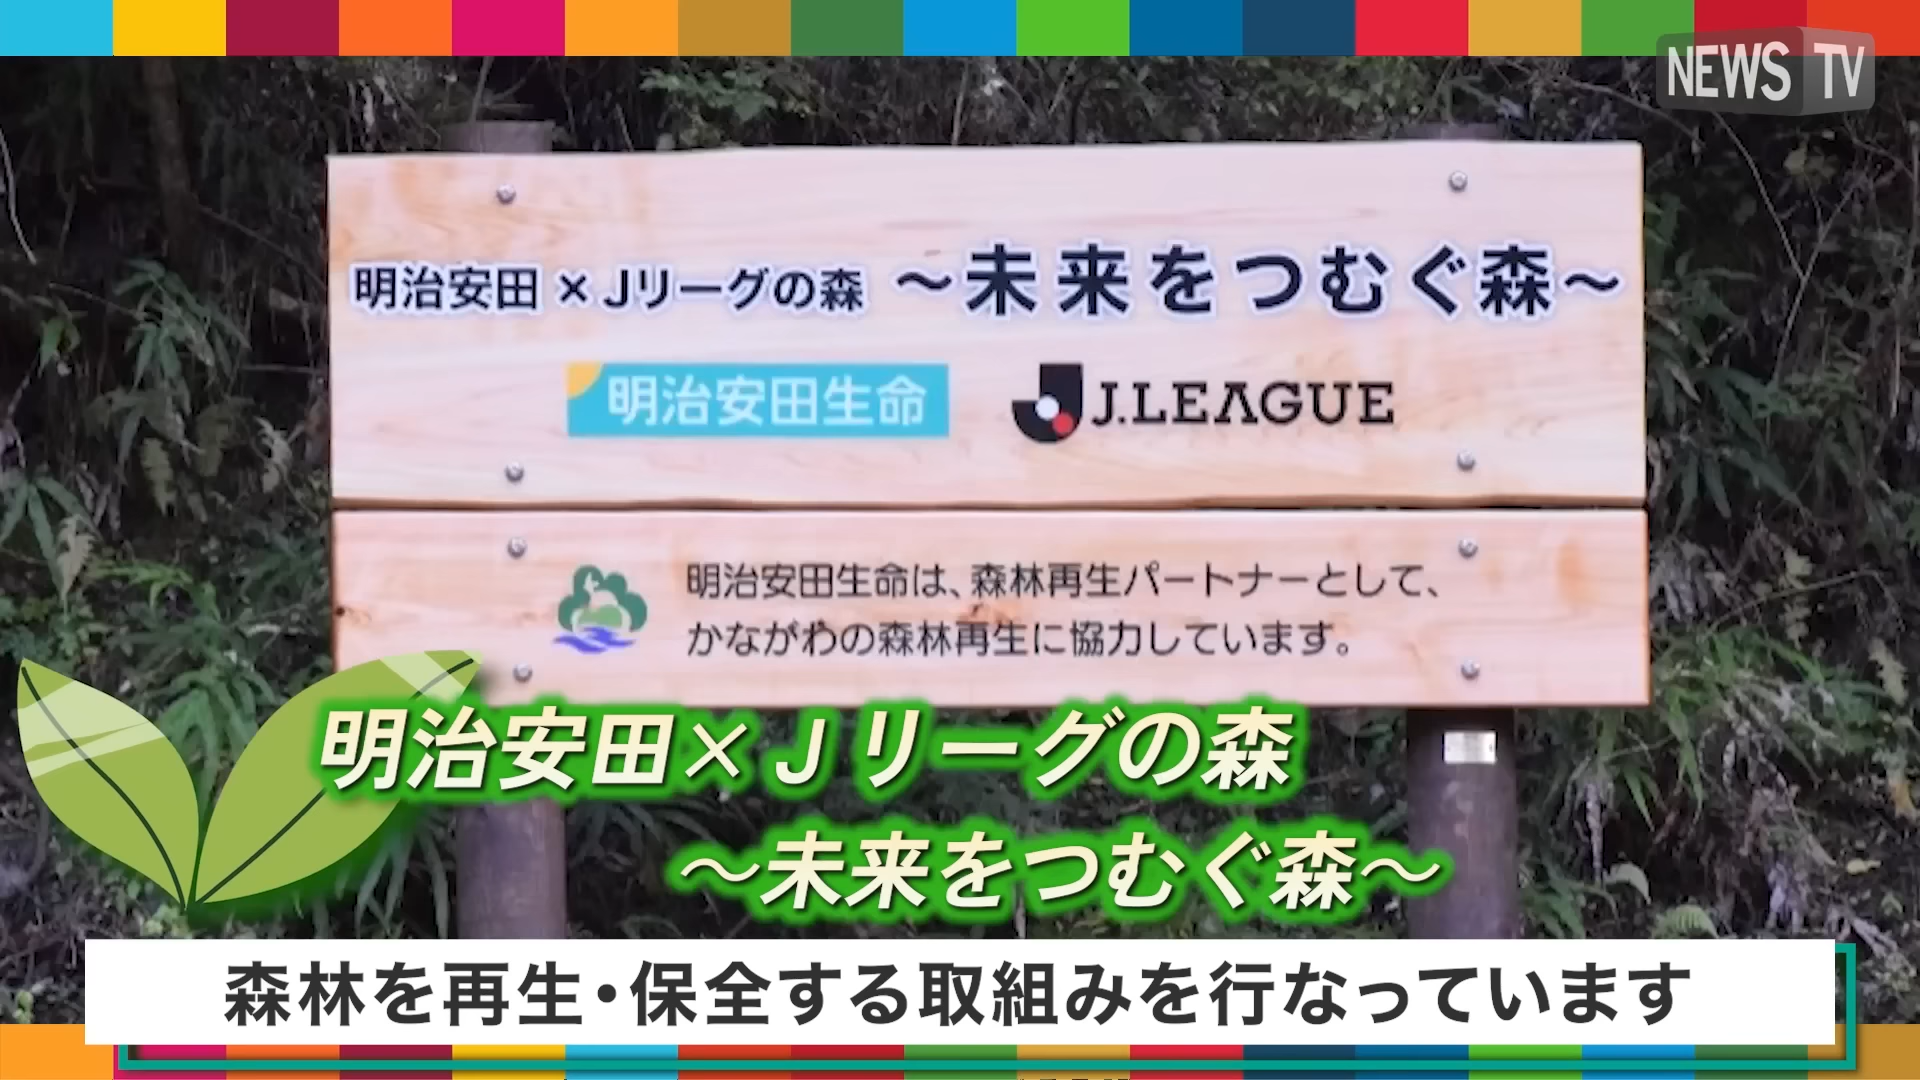 NEWS TV
明治安田×Jリーグの森 ～未来をつむぐ森～
明治安田生命 J.LEAGUE
明治安田生命は、森林再生パートナーとして、
かながわの森林再生に協力しています。
明治安田×Jリーグの森
～未来をつむぐ森～
森林を再生・保全する取組みを行なっています